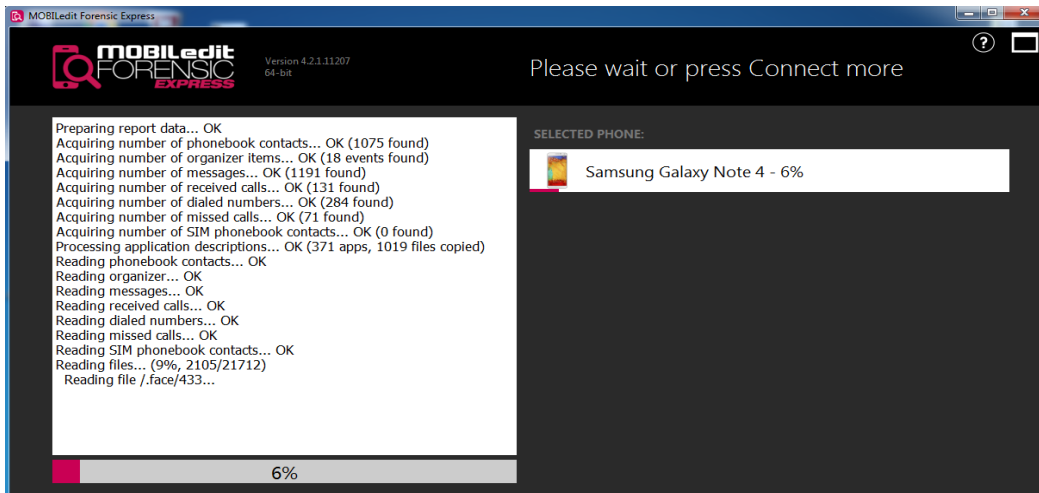 MOBILedit Forensic Express
MOBILedit
FORENSIC
EXPRESS
Version 4.2.1.11207
64-bit
Please wait or press Connect more
?
Preparing report data... OK
Acquiring number of phonebook contacts... OK (1075 found)
Acquiring number of organizer items... OK (18 events found)
Acquiring number of messages... OK (1191 found)
Acquiring number of received calls... OK (131 found)
Acquiring number of dialed numbers... OK (284 found)
Acquiring number of missed calls... OK (71 found)
Acquiring number of SIM phonebook contacts... OK (0 found)
Processing application descriptions... OK (371 apps, 1019 files copied)
Reading phonebook contacts... OK
Reading organizer... OK
Reading messages... OK
Reading received calls... OK
Reading dialed numbers... OK
Reading missed calls... OK
Reading SIM phonebook contacts... OK
Reading files... (9%, 2105/21712)
Reading file /.face/433...
6%
SELECTED PHONE:
Samsung Galaxy Note 4 - 6%